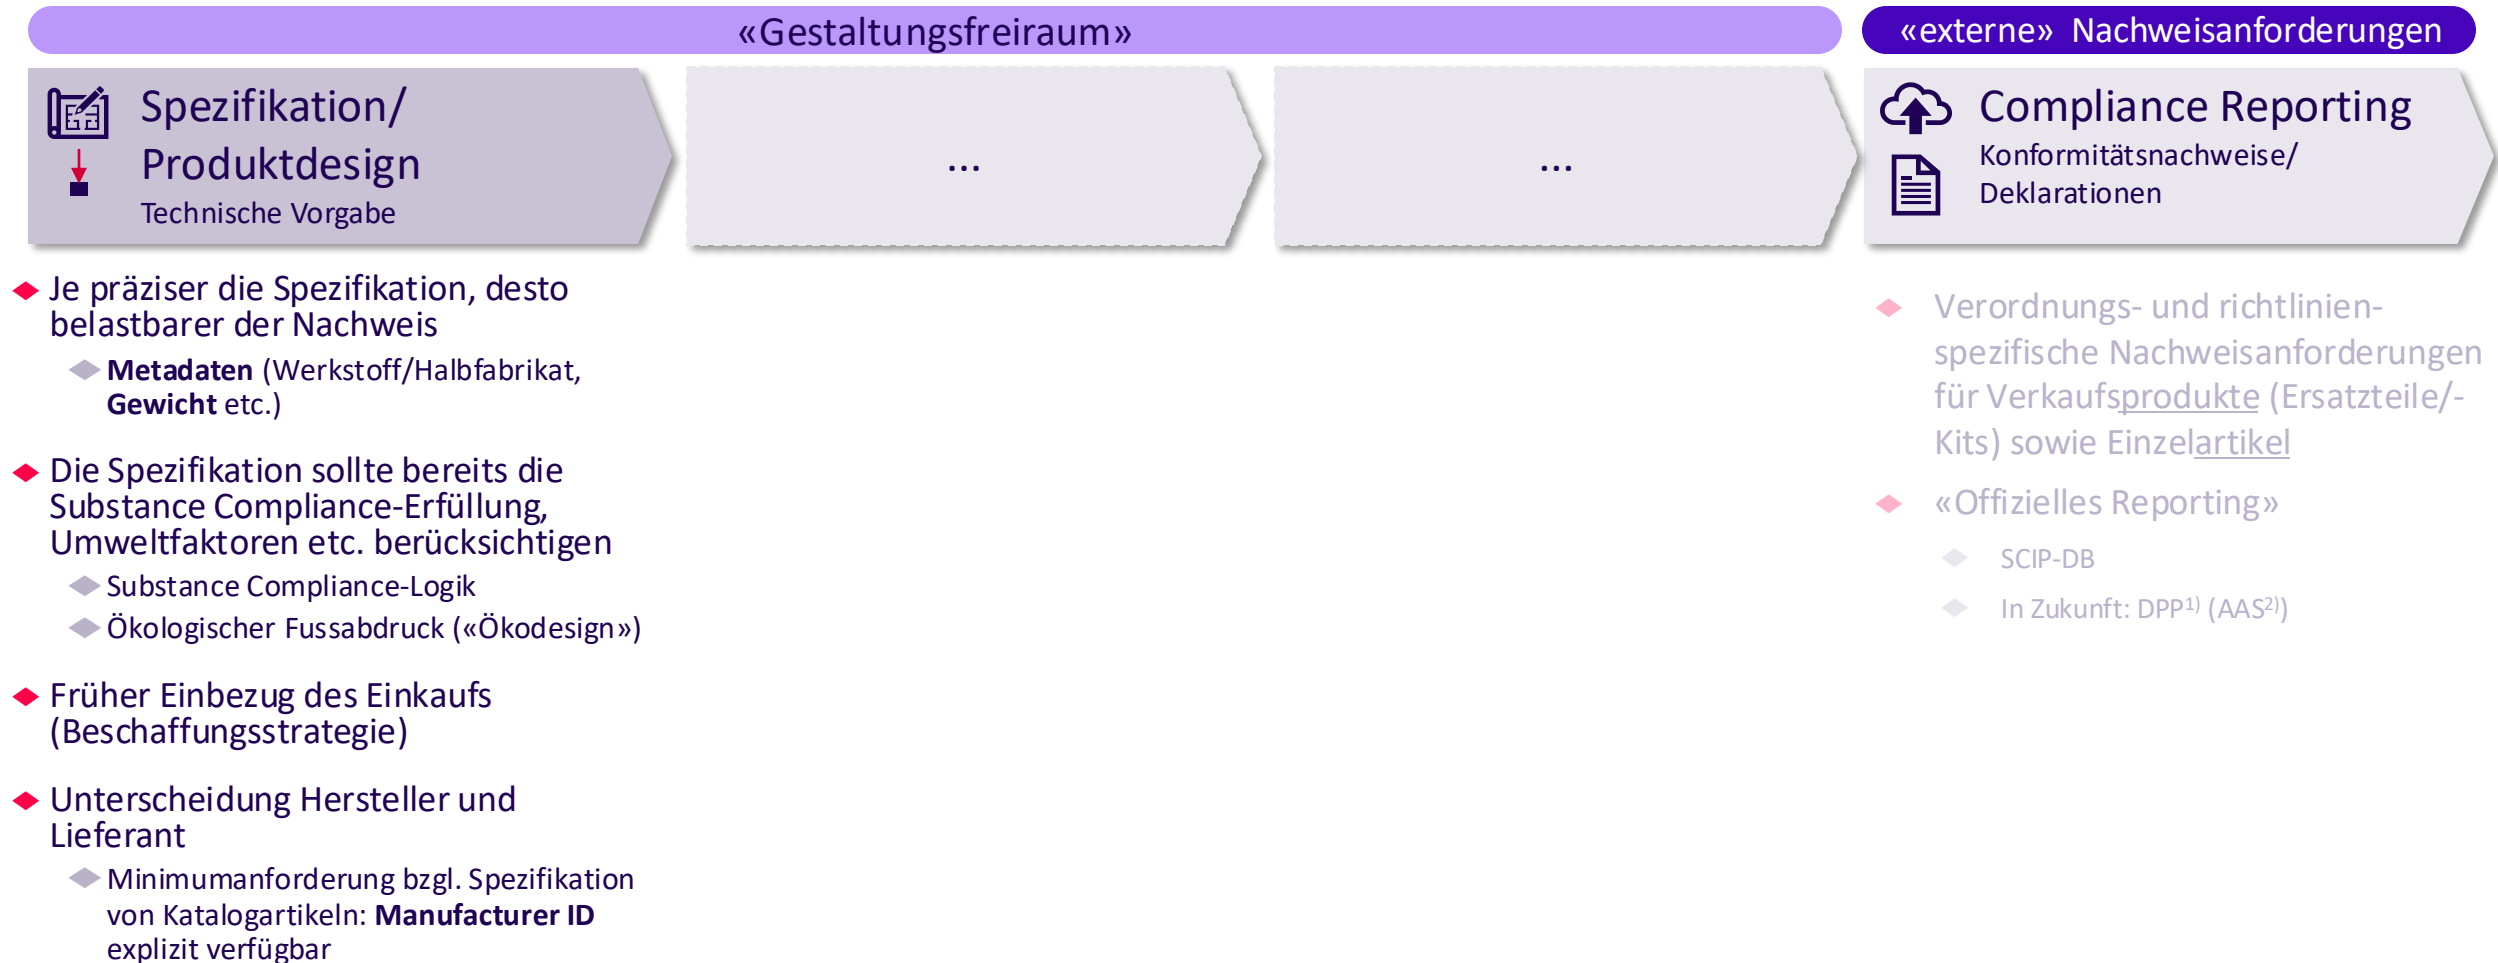 «Gestaltungsfreiraum»
«externe» Nachweisanforderungen
Spezifikation/
Produktdesign
Technische Vorgabe
...
...
Compliance Reporting
Konformitätsnachweise/
Deklarationen
Je präziser die Spezifikation, desto
belastbarer der Nachweis
Metadaten (Werkstoff/Halbfabrikat,
Gewicht etc.)
Die Spezifikation sollte bereits die
Substance Compliance-Erfüllung,
Umweltfaktoren etc. berücksichtigen
Substance Compliance-Logik
Ökologischer Fussabdruck («Ökodesign»)
Früher Einbezug des Einkaufs
(Beschaffungsstrategie)
Unterscheidung Hersteller und
Lieferant
Minimumanforderung bzgl. Spezifikation
von Katalogartikeln: Manufacturer ID
explizit verfügbar
Verordnungs- und richtlinien-
spezifische Nachweisanforderungen
für Verkaufsprodukte (Ersatzteile/-
Kits) sowie Einzelartikel
«Offizielles Reporting»
SCIP-DB
In Zukunft: DPP1) (AAS2))